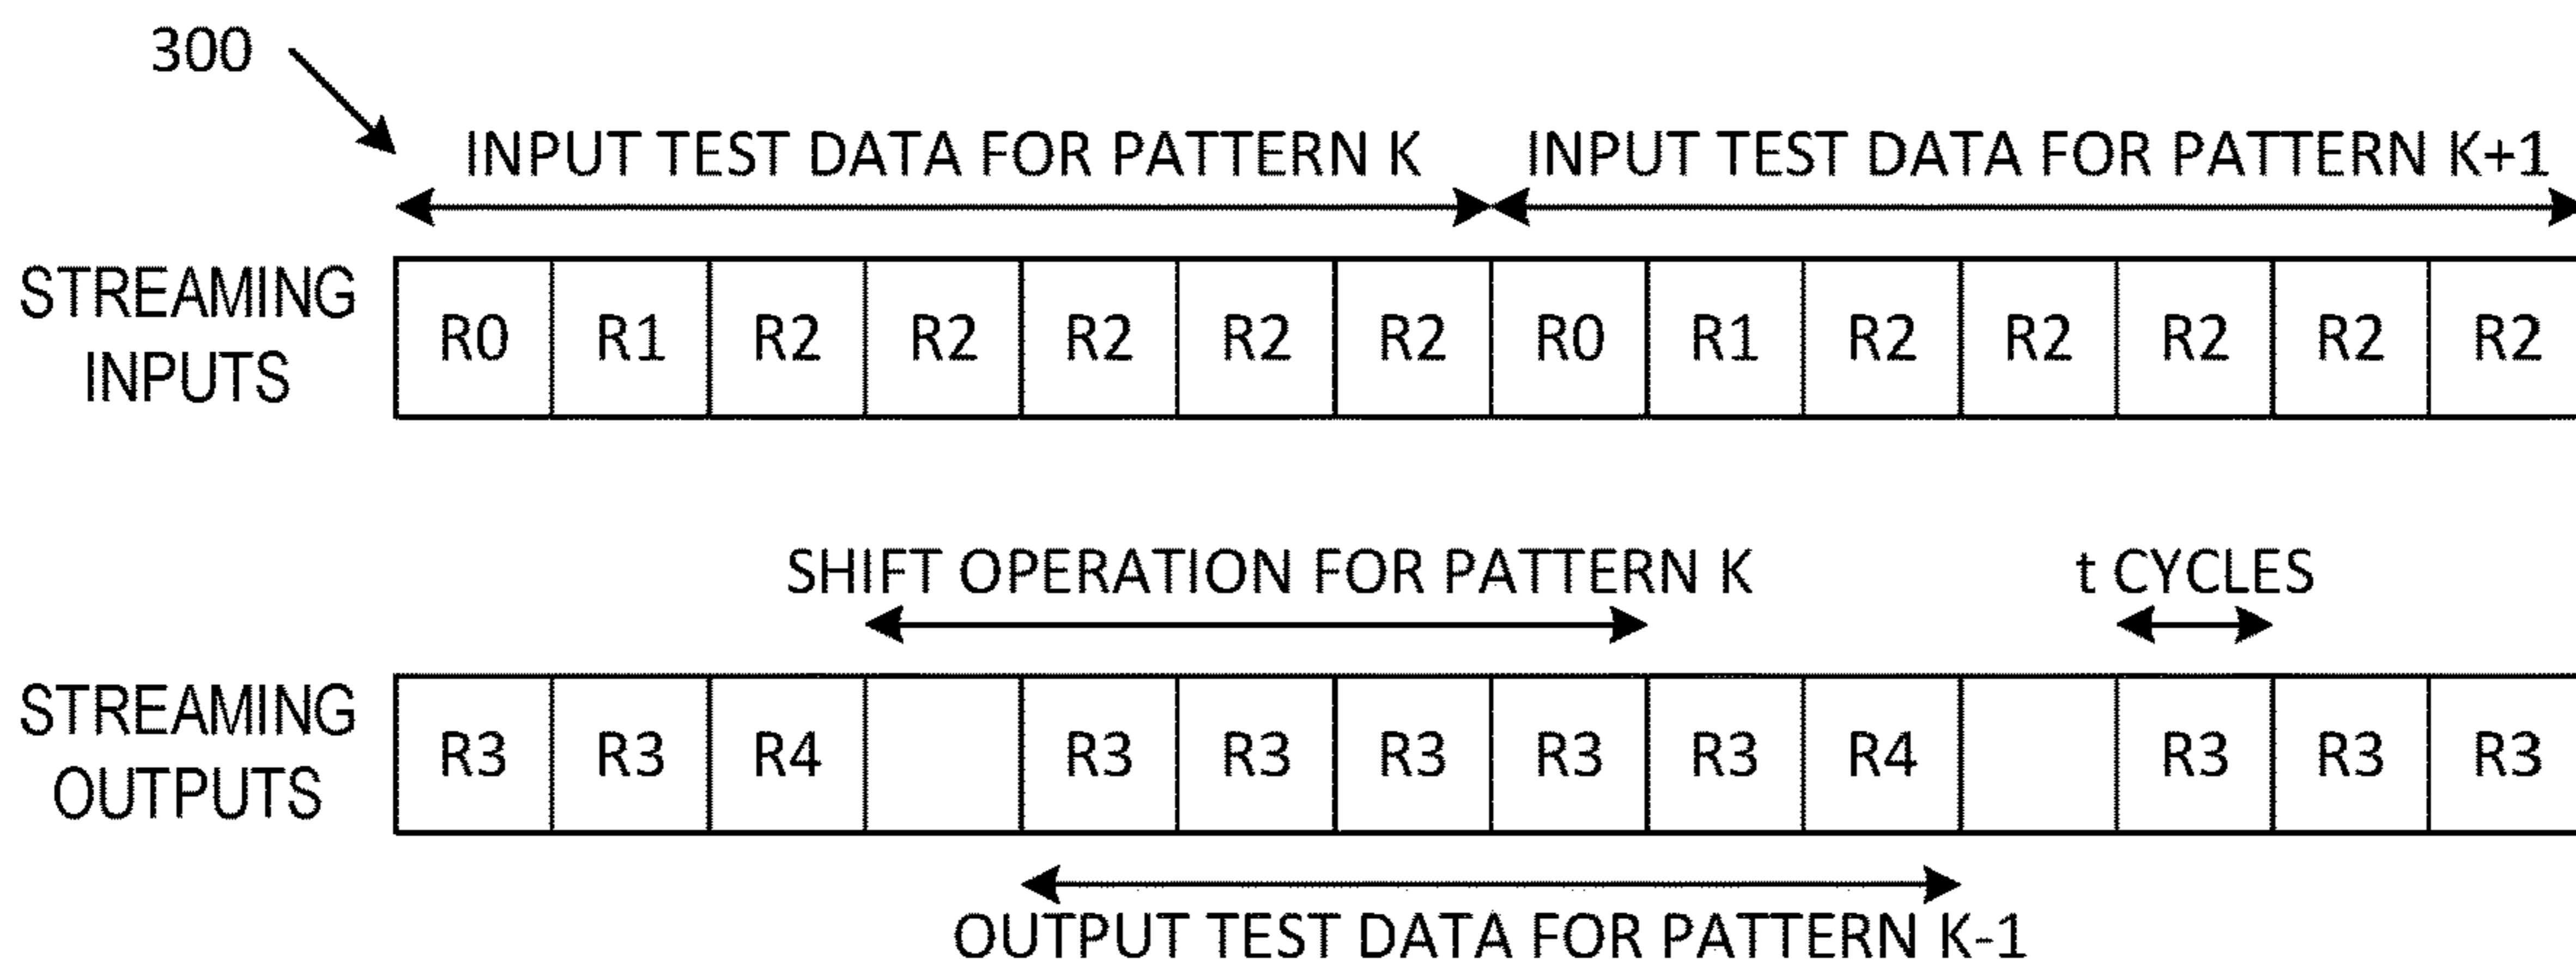 300
INPUT TEST DATA FOR PATTERN K INPUT TEST DATA FOR PATTERN K+1
STREAMING
INPUTS
R0 R1 R2 R2 R2 R2 R2 R0 R1 R2 R2 R2 R2 R2
SHIFT OPERATION FOR PATTERN K t CYCLES
STREAMING
OUTPUTS
R3 R3 R4 R3 R3 R3 R3 R3 R4 R3 R3 R3
OUTPUT TEST DATA FOR PATTERN K-1